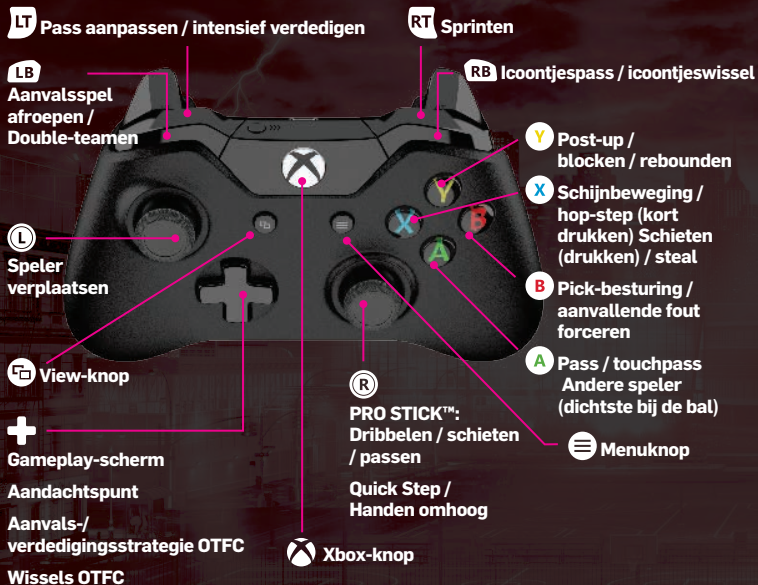 LT Pass aanpassen / intensief verdedigen
RT Sprinten
LB
Aanvalsspel
afroepen /
Double-teamen
RB Icoontjespass / icoontjeswissel
Y Post-up /
blocken / rebounden
X Schijnbeweging /
hop-step (kort
drukken) Schieten
(drukken) / steal
B Pick-besturing /
aanvallende fout
forceren
A Pass / touchpass
Andere speler
(dichtste bij de bal)
Menuknop
L
Speler
verplaatsen
View-knop
Gameplay-scherm
Aandachtspunt
Aanvals-/
verdedigingsstrategie OTFC
Wissels OTFC
R
PRO STICK™:
Dribbelen / schieten
/ passen
Quick Step /
Handen omhoog
Xbox-knop
Y
X
B
A